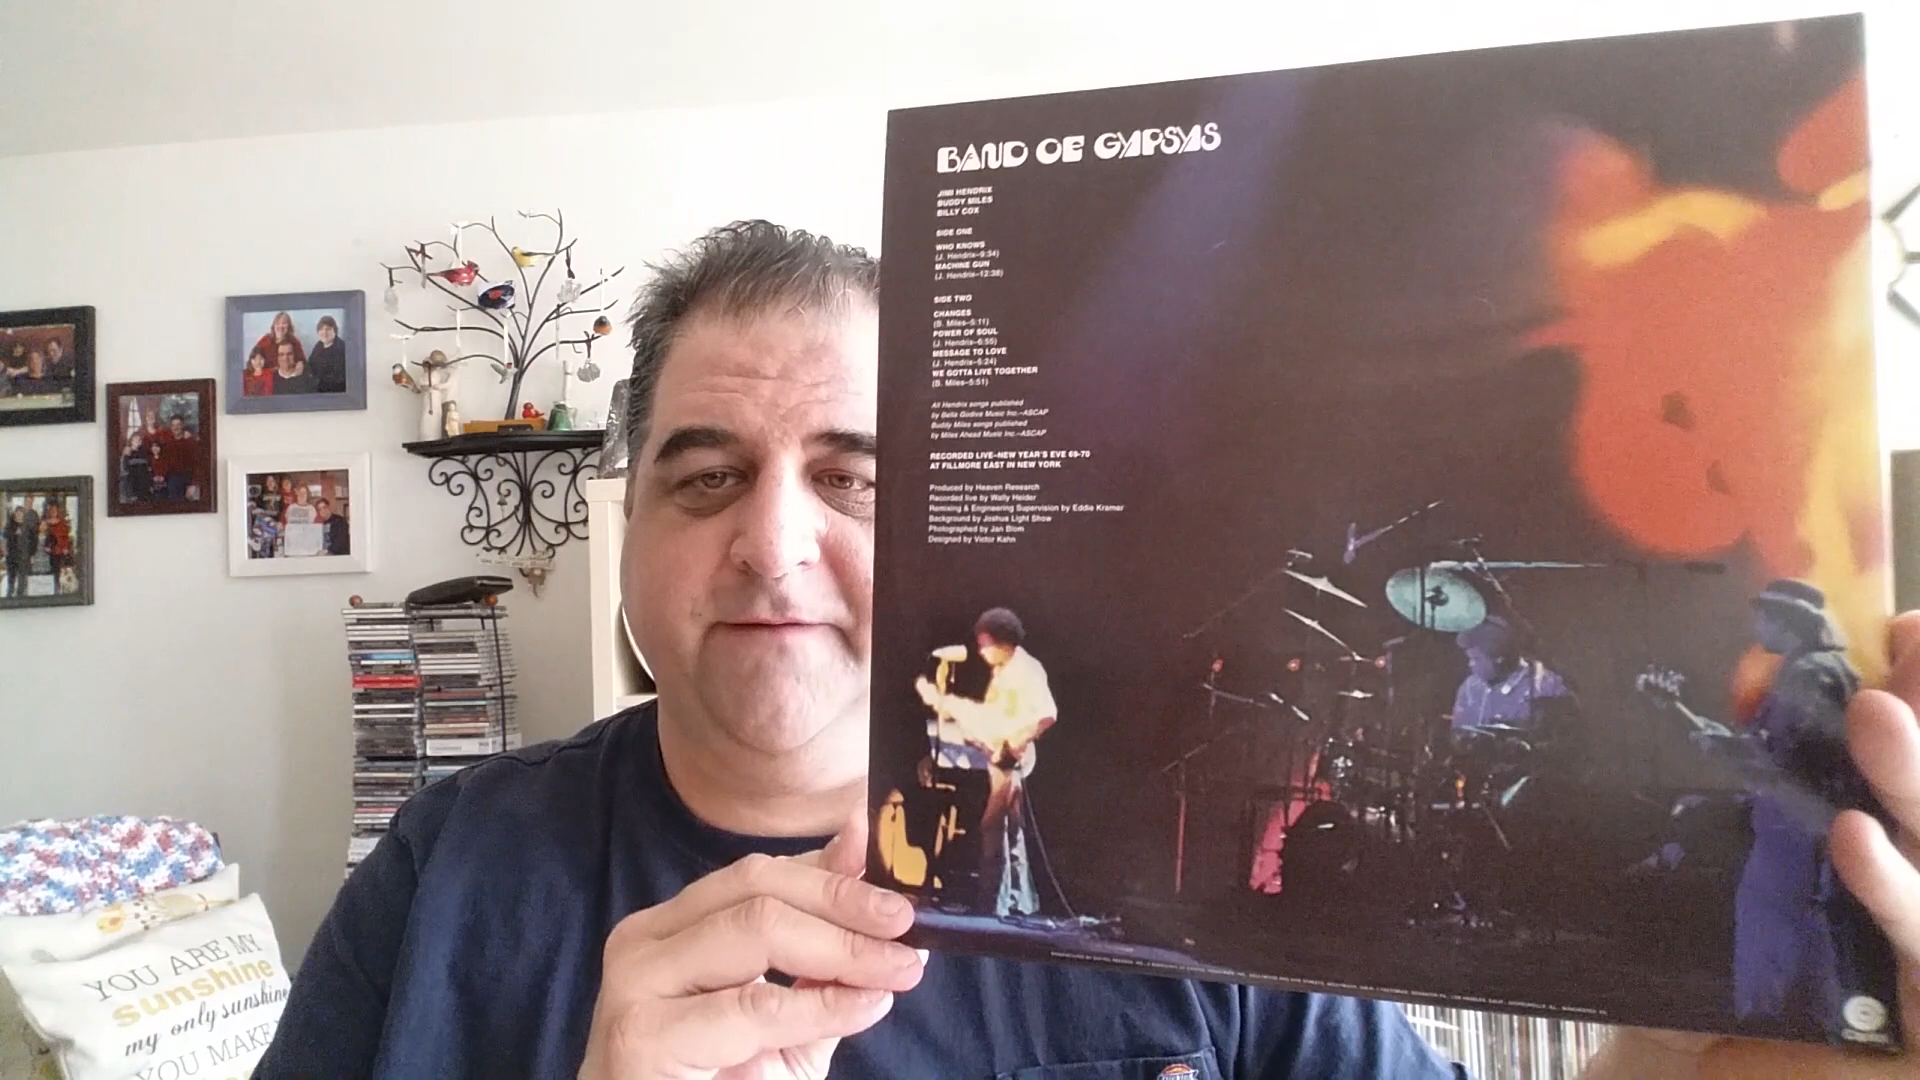 BAND OF GYPSYS
JIMI HENDRIX
BUDDY MILES
BILLY COX
SIDE ONE
WHO KNOWS
(J. Hendrix–9:34)
MACHINE GUN
(J. Hendrix–12:38)
SIDE TWO
CHANGES
(B. Miles–5:11)
POWER OF SOUL
(J. Hendrix–6:55)
MESSAGE TO LOVE
(J. Hendrix–5:24)
WE GOTTA LIVE TOGETHER
(B. Miles–5:51)
All Hendrix songs published
by Bella Godiva Music Inc.–ASCAP
Buddy Miles songs published
by Miles Ahead Music Inc.–ASCAP
RECORDED LIVE–NEW YEAR'S EVE 69-70
AT FILLMORE EAST IN NEW YORK
Produced by Heaven Research
Recorded live by Wally Heider
Remixing & Engineering Supervision by Eddie Kramer
Background by Joshua Light Show
Photographed by Jan Blom
Designed by Victor Kahn
YOU ARE MY
sunshine
my only sunshine
YOU MAKE
Dickies